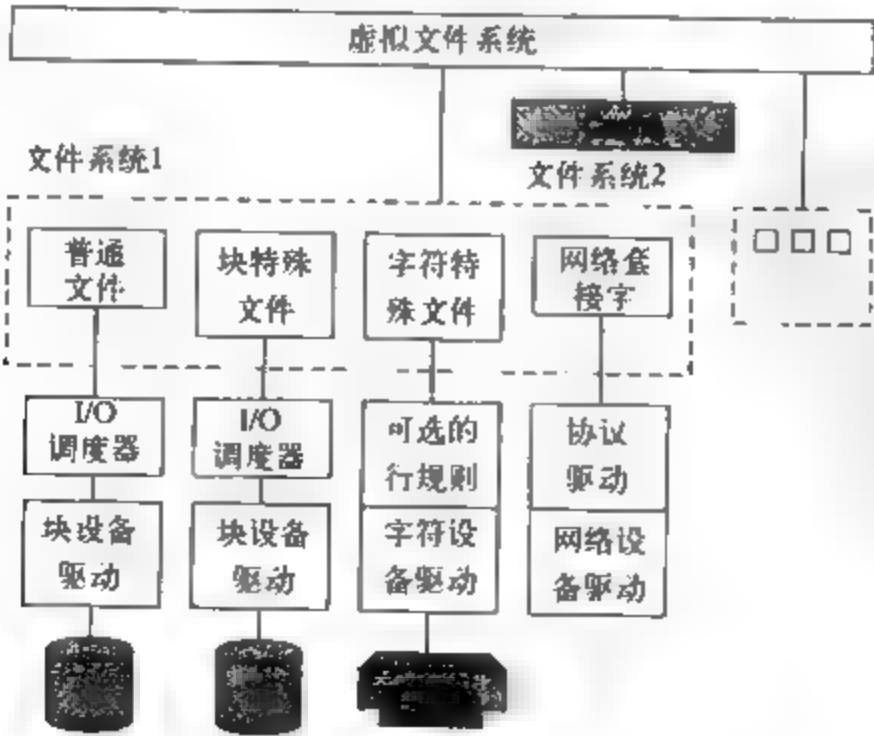 虚拟文件系统
文件系统1
文件系统2
普通
文件
块特殊
文件
字符特
殊文件
网络套
接字
I/O
调度器
I/O
调度器
可选的
行规则
协议
驱动
块设备
驱动
块设备
驱动
字符设
备驱动
网络设
备驱动